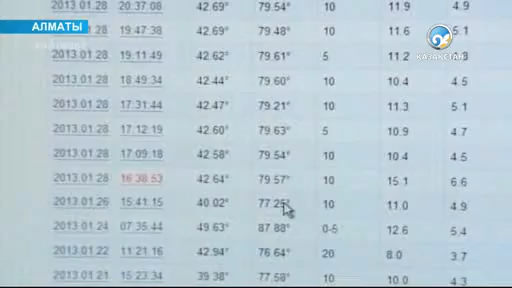 2013.01.28 20:37:08 42.69° 79.54° 10 11.9 4.9
АЛМАТЫ
2013.01.28 19:47:38 42.69° 79.48° 10 11.6 5.1
ҚАЗАҚСТАН
2013.01.28 19:11:49 42.62° 79.61° 5 11.2
2013.01.28 18:49:34 42.44° 79.60° 10 10.4 4.5
2013.01.28 17:31:44 42.47° 79.21° 10 11.3 5.1
2013.01.28 17:12:19 42.60° 79.63° 5 10.9 4.7
2013.01.28 17:09:18 42.58° 79.54° 10 10.4 4.5
2013.01.28 16:38:53 42.64° 79.57° 10 15.1 6.6
2013.01.26 15:41:15 40.02° 77.25° 10 11.0 4.9
2013.01.24 07:35:44 49.63° 87.88° 0-5 12.6 5.4
2013.01.22 11:21:16 42.94° 76.64° 20 8.0 3.7
2013.01.21 15:23:34 39.38° 77.58° 10 10.0 4.3